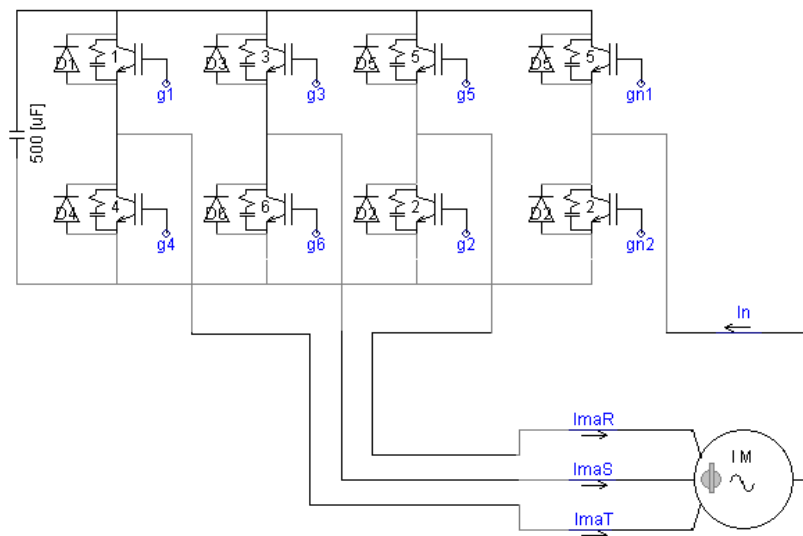 D1 1 D3 3 D5 5 D5 5
g1 g3 g5 gn1
500 [uF]
D4 4 D6 6 D2 2 D2 2
g4 g6 g2 gn2
In
ImaR
I M
ImaS
ImaT